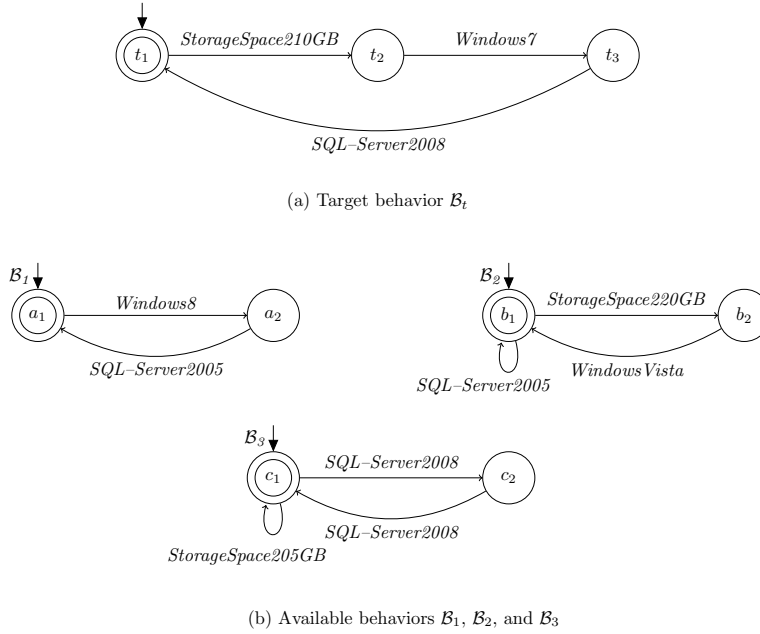 StorageSpace210GB
Windows7
t1
t2
t3
SQL–Server2008
(a) Target behavior Bt
B1
B2
Windows8
StorageSpace220GB
a1
a2
b1
b2
SQL–Server2005
WindowsVista
SQL–Server2005
B3
SQL–Server2008
c1
c2
SQL–Server2008
StorageSpace205GB
(b) Available behaviors B1, B2, and B3